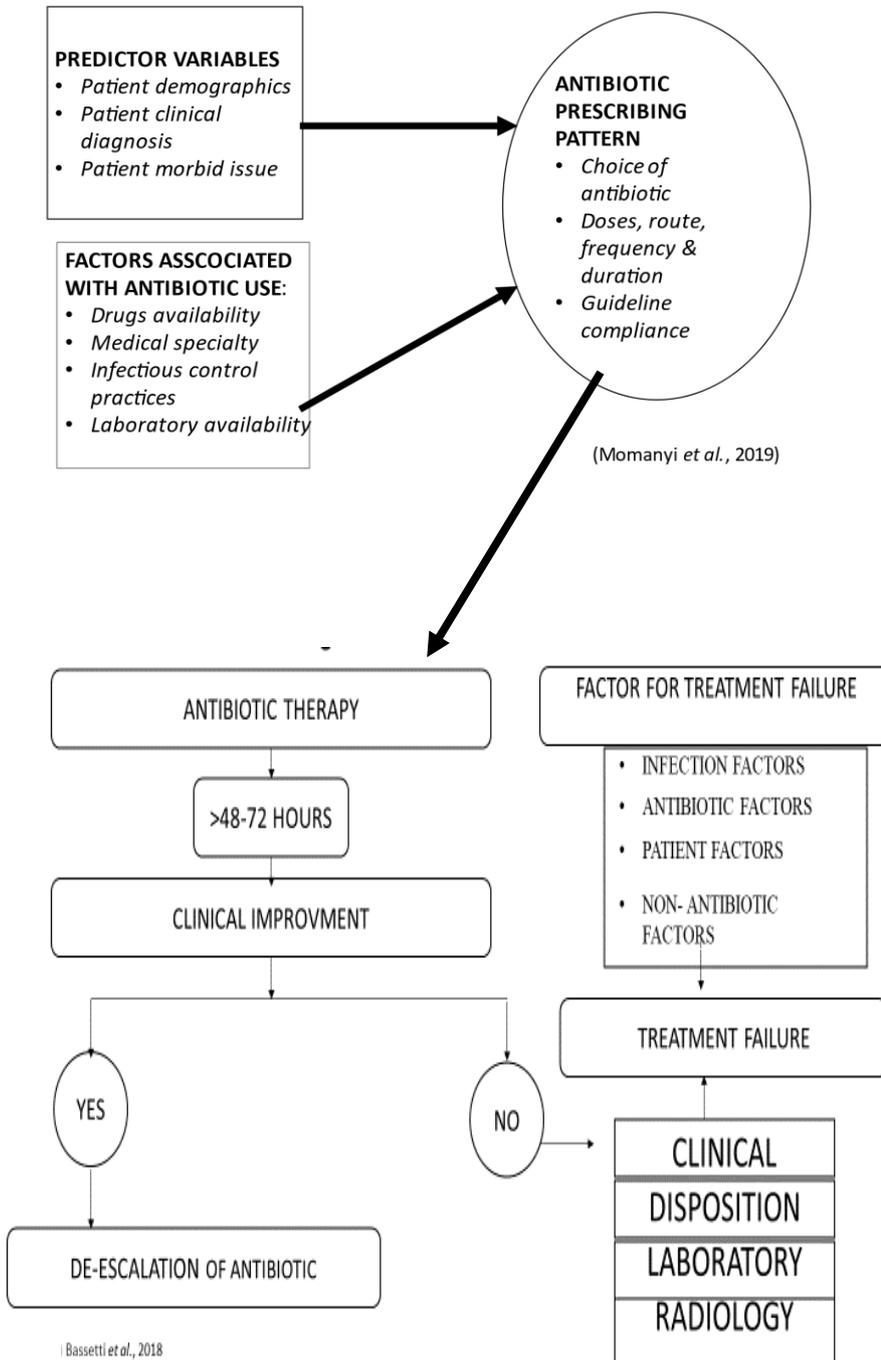 PREDICTOR VARIABLES
• Patient demographics
• Patient clinical
diagnosis
• Patient morbid issue
FACTORS ASSCOCIATED
WITH ANTIBIOTIC USE:
• Drugs availability
• Medical specialty
• Infectious control
practices
• Laboratory availability
ANTIBIOTIC
PRESCRIBING
PATTERN
• Choice of
antibiotic
• Doses, route,
frequency &
duration
• Guideline
compliance
(Momanyi et al., 2019)
ANTIBIOTIC THERAPY
>48-72 HOURS
CLINICAL IMPROVMENT
YES
NO
DE-ESCALATION OF ANTIBIOTIC
FACTOR FOR TREATMENT FAILURE
• INFECTION FACTORS
• ANTIBIOTIC FACTORS
• PATIENT FACTORS
• NON- ANTIBIOTIC
FACTORS
TREATMENT FAILURE
CLINICAL
DISPOSITION
LABORATORY
RADIOLOGY
Bassetti et al., 2018